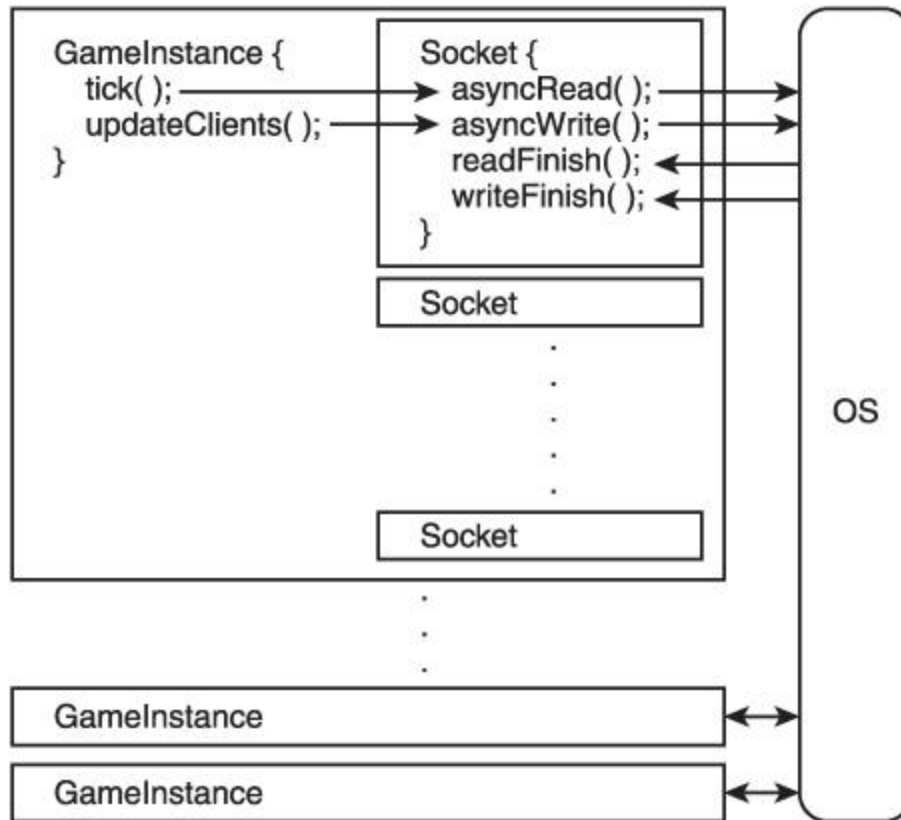 GameInstance {
tick( );
updateClients( );
}
Socket {
asyncRead( );
asyncWrite( );
readFinish( );
writeFinish( );
}
Socket
Socket
OS
GameInstance
GameInstance